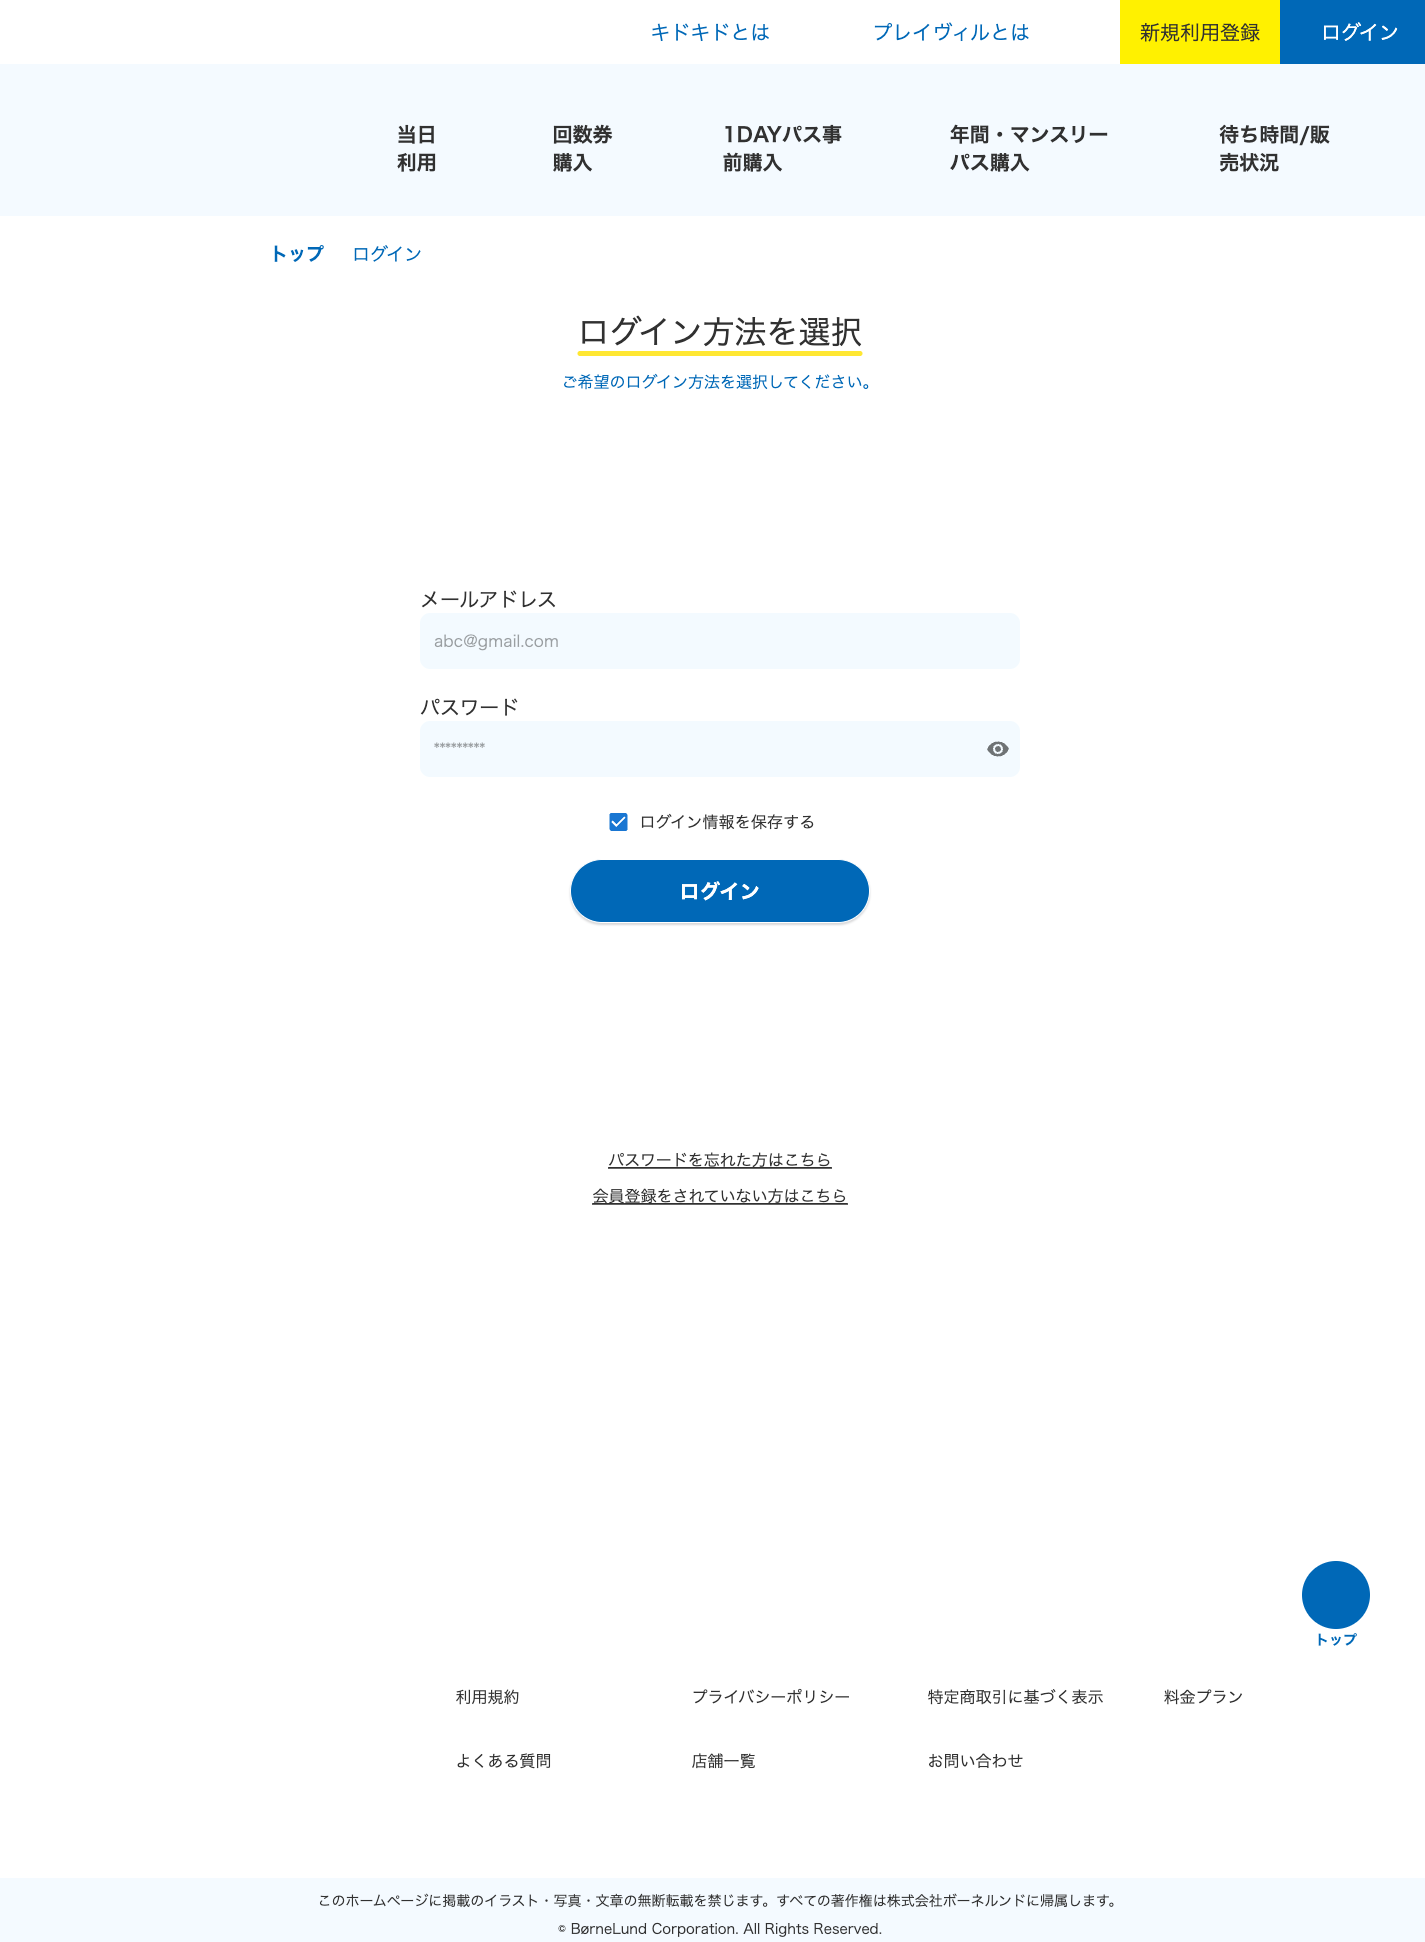 キドキドとは
プレイヴィルとは
新規利用登録
ログイン
当日
利用
回数券
購入
1DAYパス事
前購入
年間・マンスリー
パス購入
待ち時間/販
売状況
トップ ログイン
ログイン方法を選択
ご希望のログイン方法を選択してください。
メールアドレス
abc@gmail.com
パスワード
*********
ログイン情報を保存する
ログイン
パスワードを忘れた方はこちら
会員登録をされていない方はこちら
トップ
利用規約
プライバシーポリシー
特定商取引に基づく表示
料金プラン
よくある質問
店舗一覧
お問い合わせ
このホームページに掲載のイラスト・写真・文章の無断転載を禁じます。すべての著作権は株式会社ボーネルンドに帰属します。
© BørneLund Corporation. All Rights Reserved.